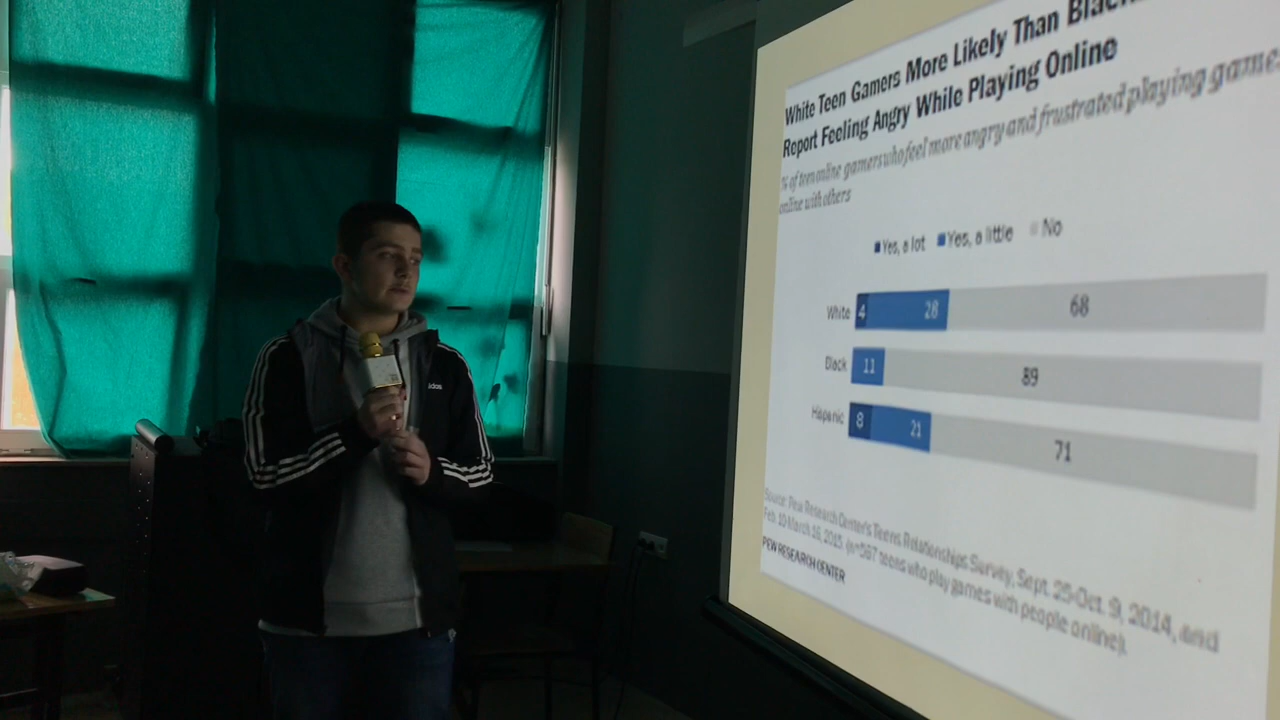 White Teen Gamers More Likely Than Black
Report Feeling Angry While Playing Online
% of teen online gamers who feel more angry and frustrated playing game
online with others
Yes, a lot Yes, a little No
White 4 28 68
Black 11 89
Hispanic 8 21 71
Source: Pew Research Center's Teens Relationships Survey, Sept. 25-Oct. 9, 2014, and
Feb. 10-March 16, 2015. (n=587 teens who play games with people online).
PEW RESEARCH CENTER
adidas